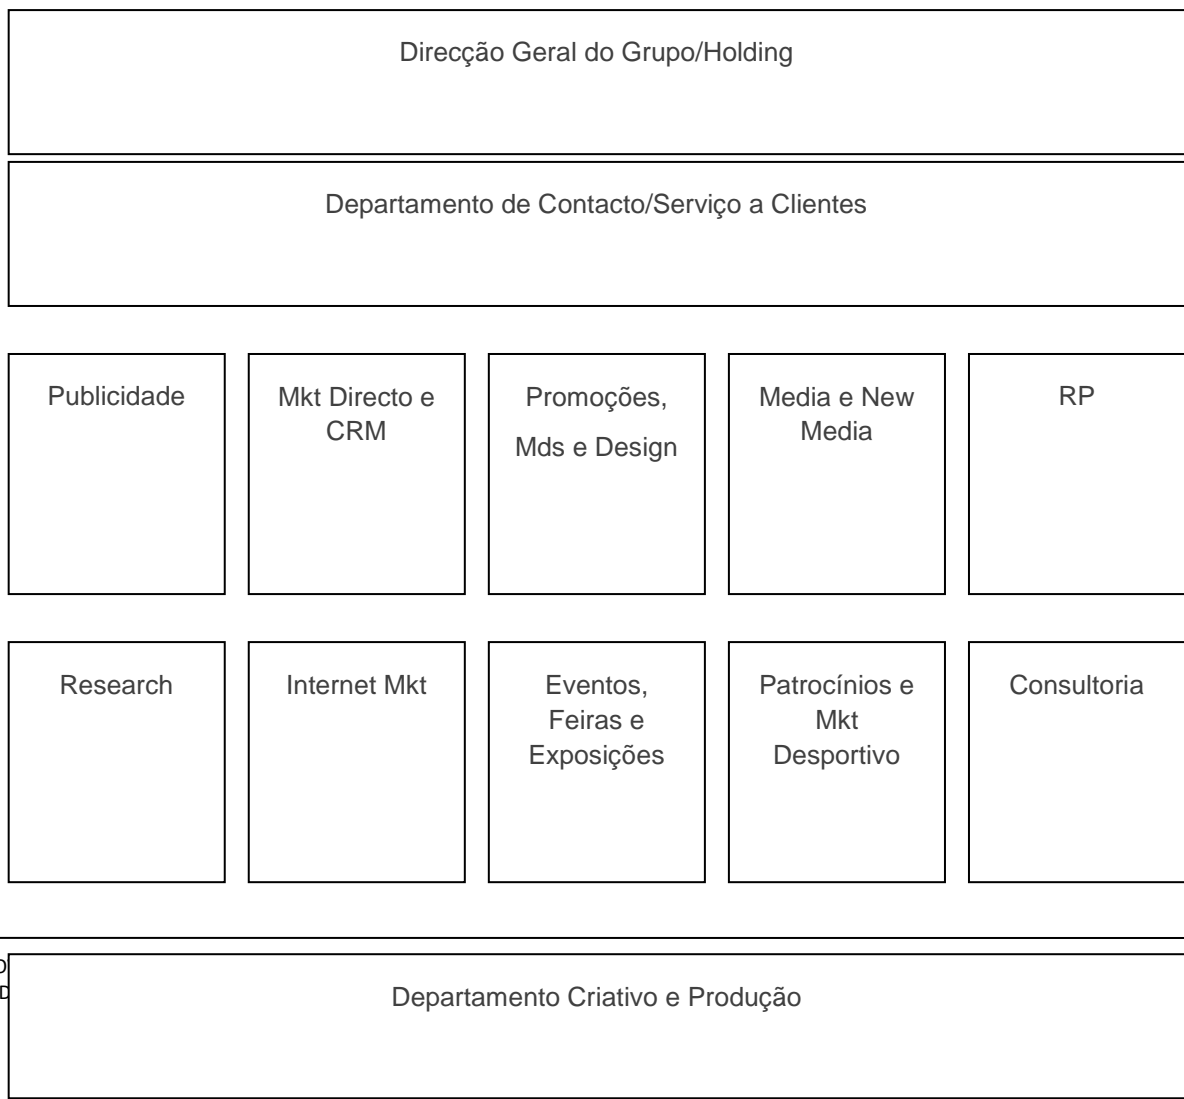 Direcção Geral do Grupo/Holding
Departamento de Contacto/Serviço a Clientes
Publicidade
Mkt Directo e
CRM
Promoções,
Mds e Design
Media e New
Media
RP
Research
Internet Mkt
Eventos,
Feiras e
Exposições
Patrocínios e
Mkt
Desportivo
Consultoria
Departamento Criativo e Produção